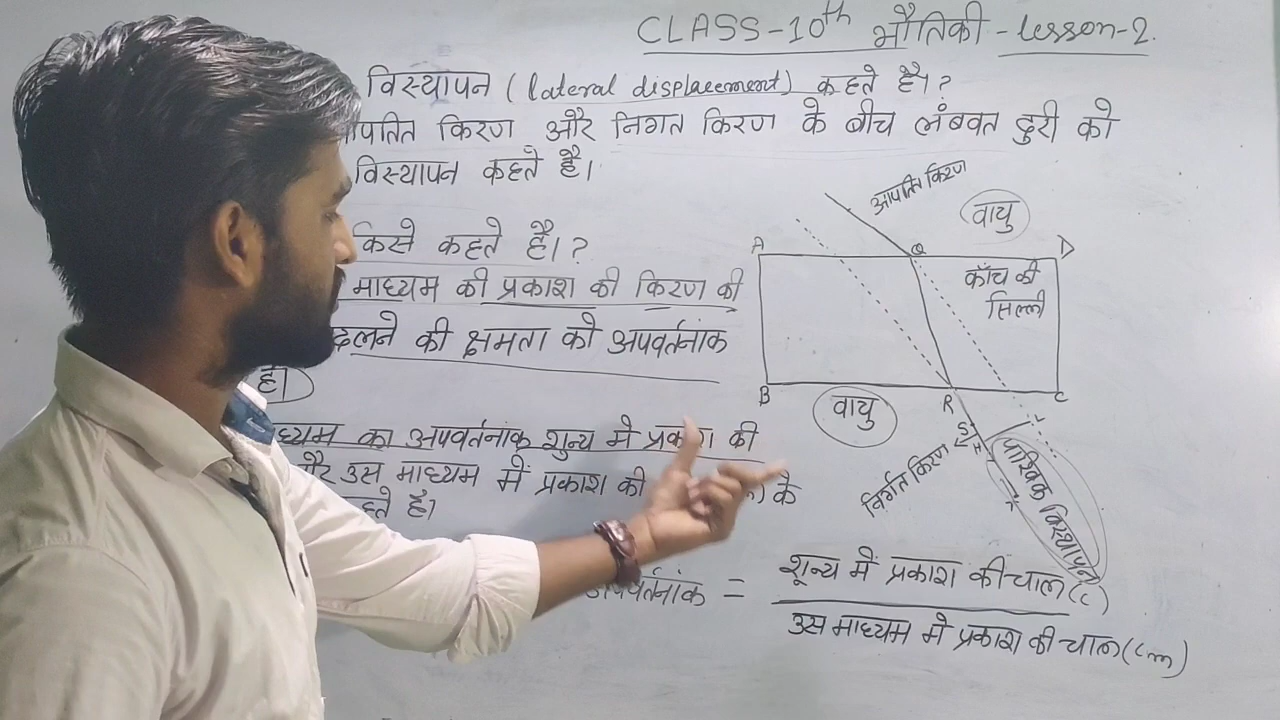 CLASS-10th भौतिकी - lesson-2.
विस्थापन (lateral displacement) कहते है।?
आपतित किरण और निगत किरण के बीच लंबवत दुरी को
विस्थापन कहते है।
किसे कहते है।?
माध्यम की प्रकाश की किरण की
दलने की क्षमता को अपवर्तनांक
है।
ध्यम का अपवर्तनांक शुन्य मे प्रकाश की
और उस माध्यम में प्रकाश की के
हते है।
अपवर्तनांक = शून्य में प्रकाश की चाल (c)
उस माध्यम मे प्रकाश की चाल (cm)
आपतित किरण
वायु
A
Q
D
काँच की
सिल्ली
B
वायु
R
C
S
L
M
निर्गत किरण
पार्श्विक विस्थापन